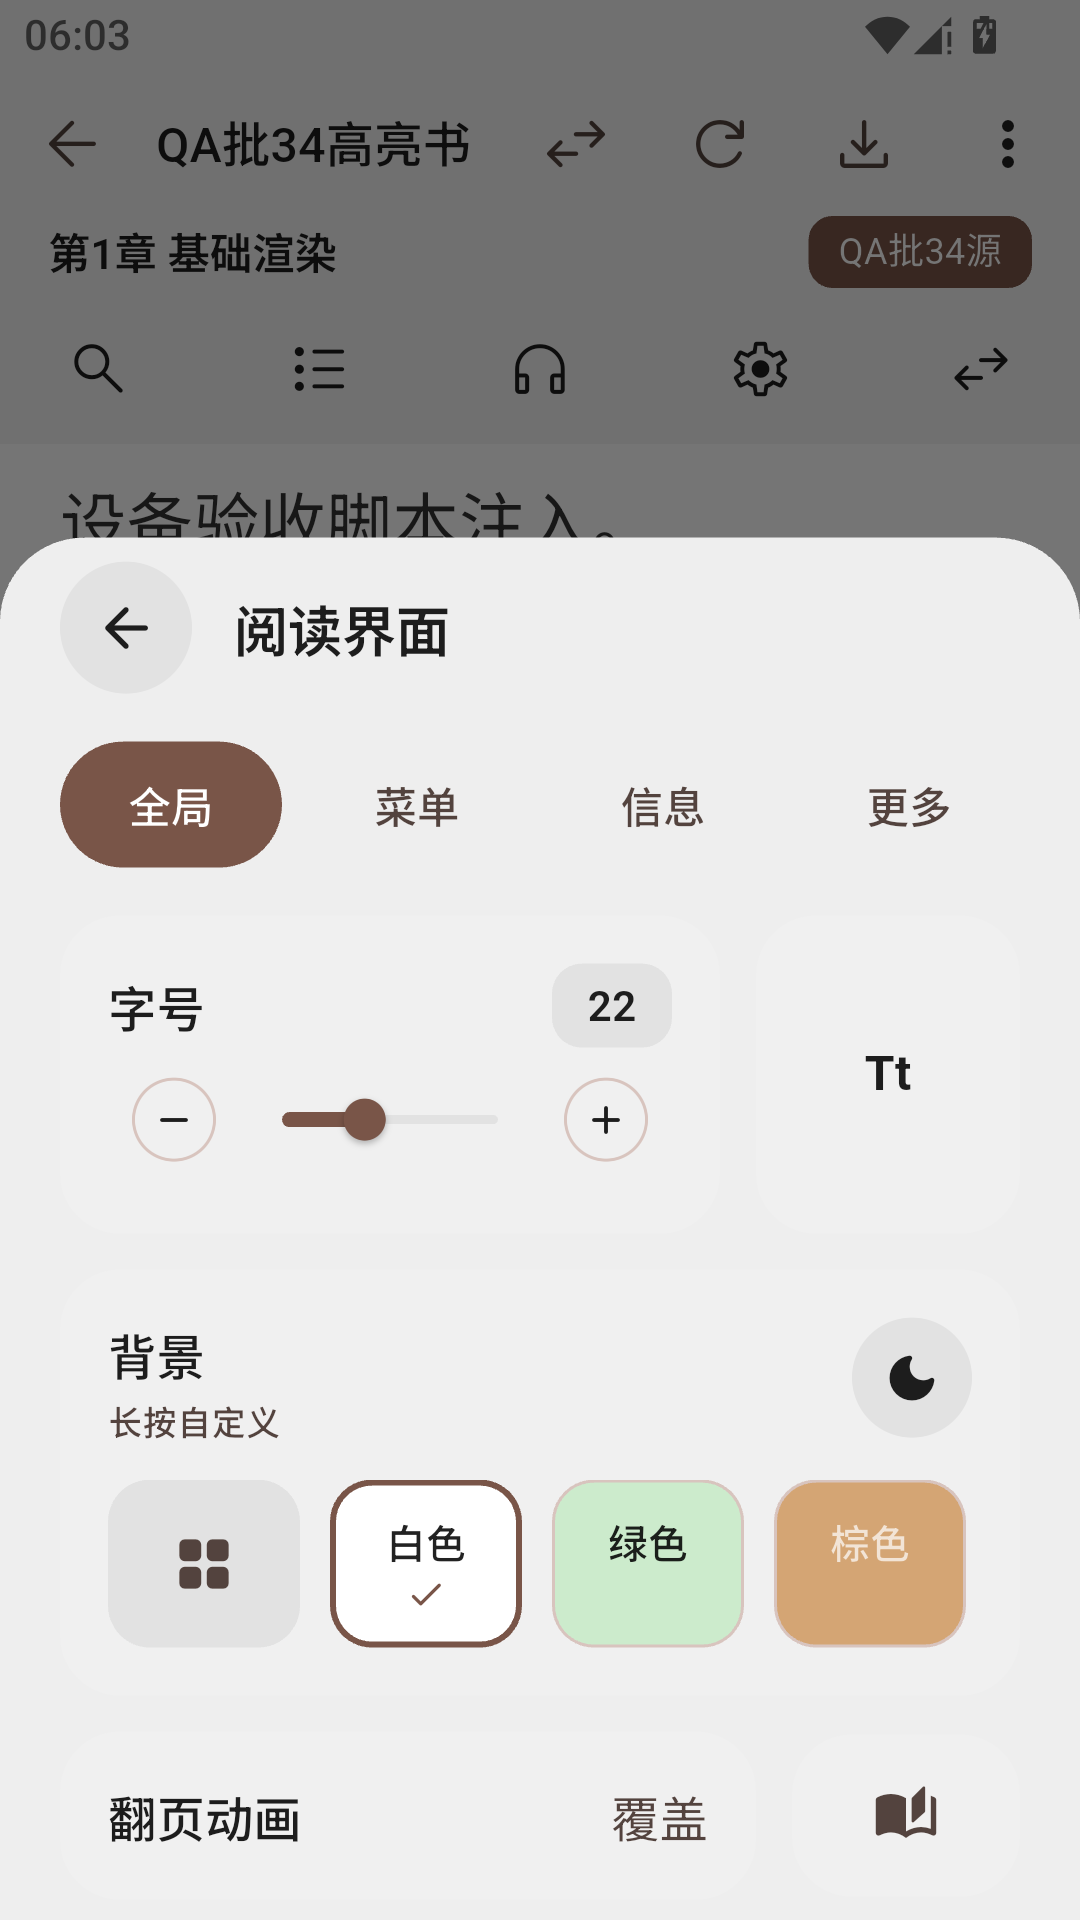 06:03
QA批34高亮书
第1章 基础渲染
QA批34源
设备验收脚本注入。
阅读界面
全局
菜单
信息
更多
字号
22
Tt
背景
长按自定义
白色
绿色
棕色
翻页动画
覆盖